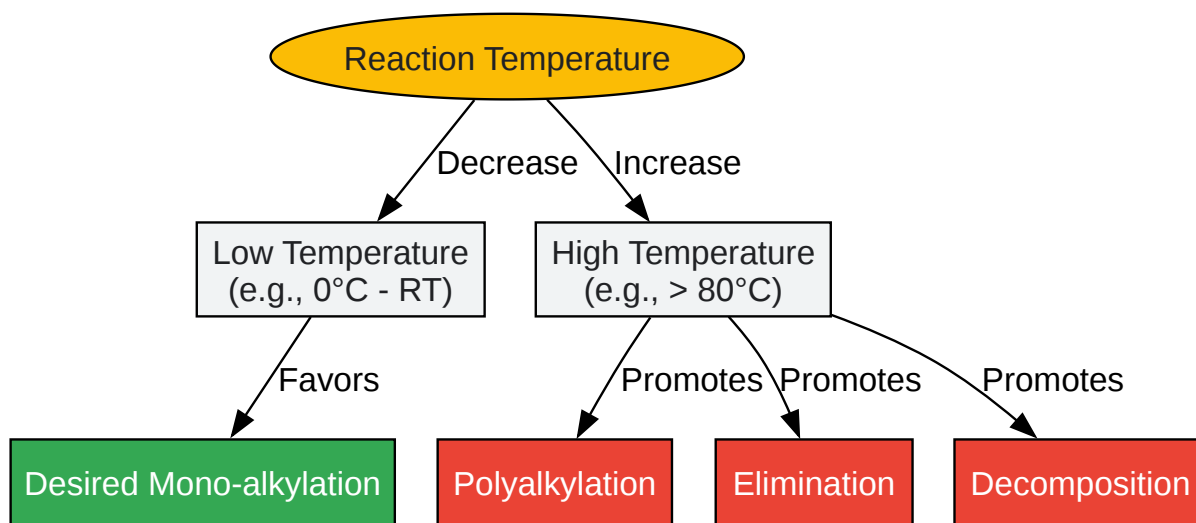 Reaction Temperature
Decrease
Increase
Low Temperature
(e.g., 0°C - RT)
High Temperature
(e.g., > 80°C)
Favors
Promotes
Promotes
Promotes
Desired Mono-alkylation
Polyalkylation
Elimination
Decomposition